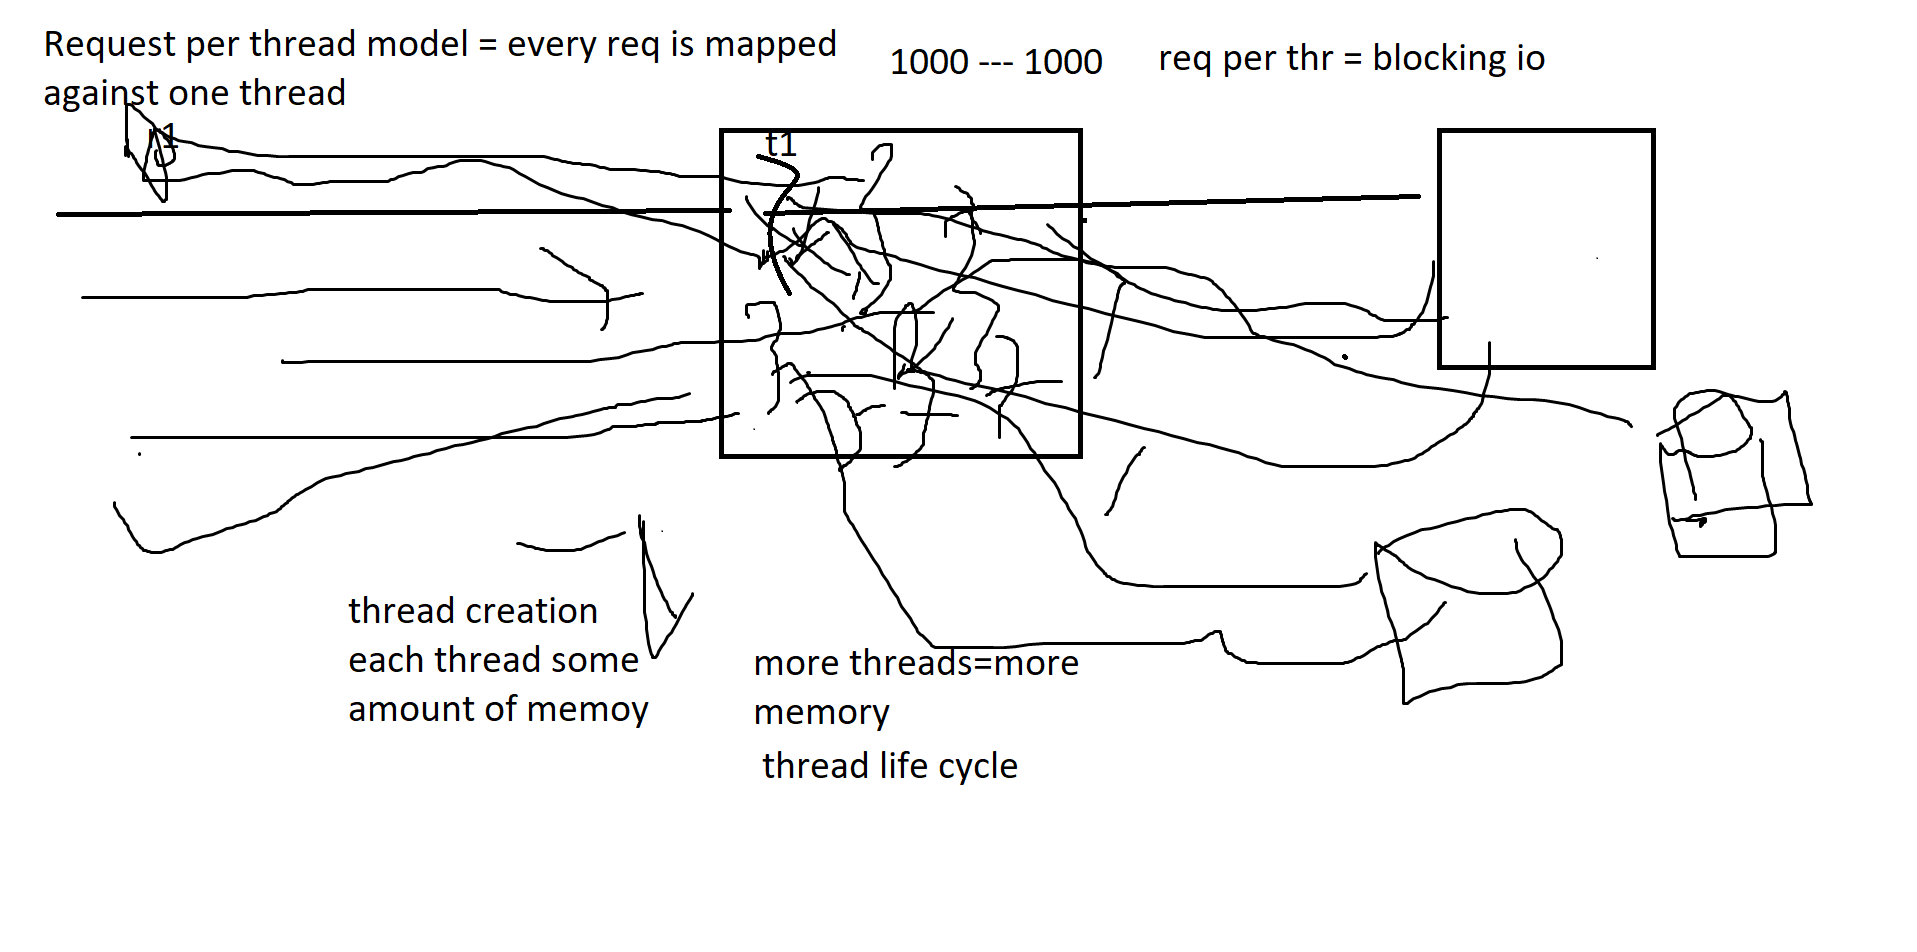 Request per thread model = every req is mapped
against one thread
1000 --- 1000
req per thr = blocking io
r1
t1
thread creation
each thread some
amount of memoy
more threads=more
memory
thread life cycle